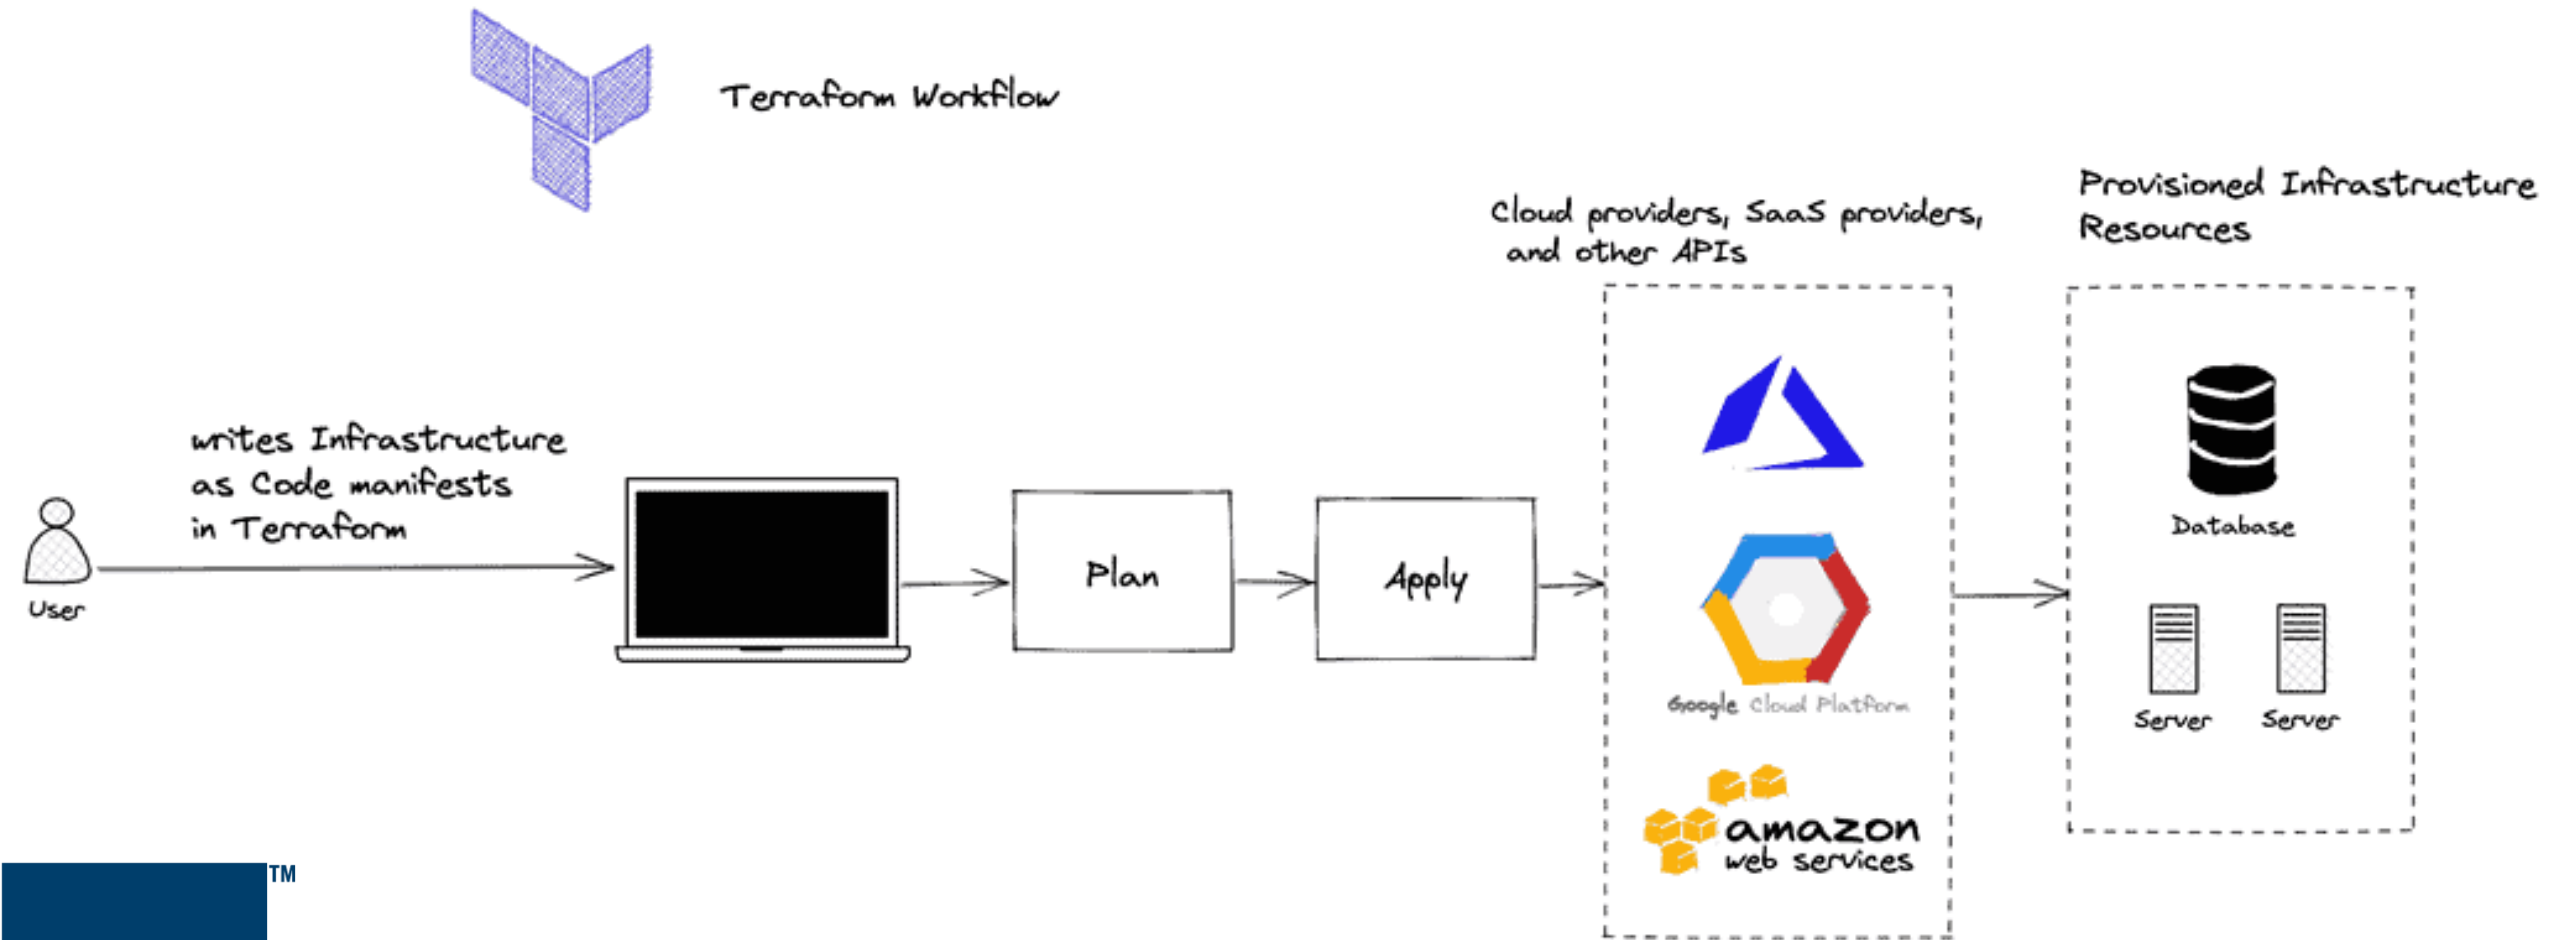 Terraform Workflow
Provisioned Infrastructure
Resources
Cloud providers, SaaS providers,
and other APIs
writes Infrastructure
as Code manifests
in Terraform
User
Plan
Apply
Google Cloud Platform
amazon
web services
Database
Server
Server
TM